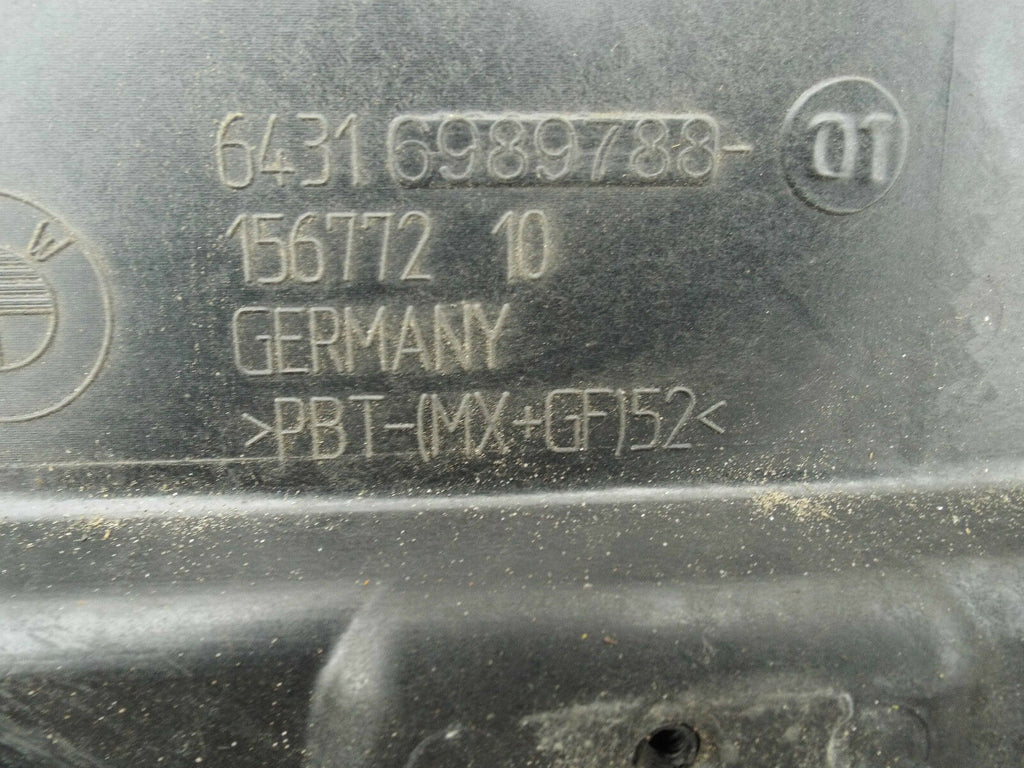 6431 6989788- 01
156772 10
GERMANY
>PBT-(MX+GF)52<
W